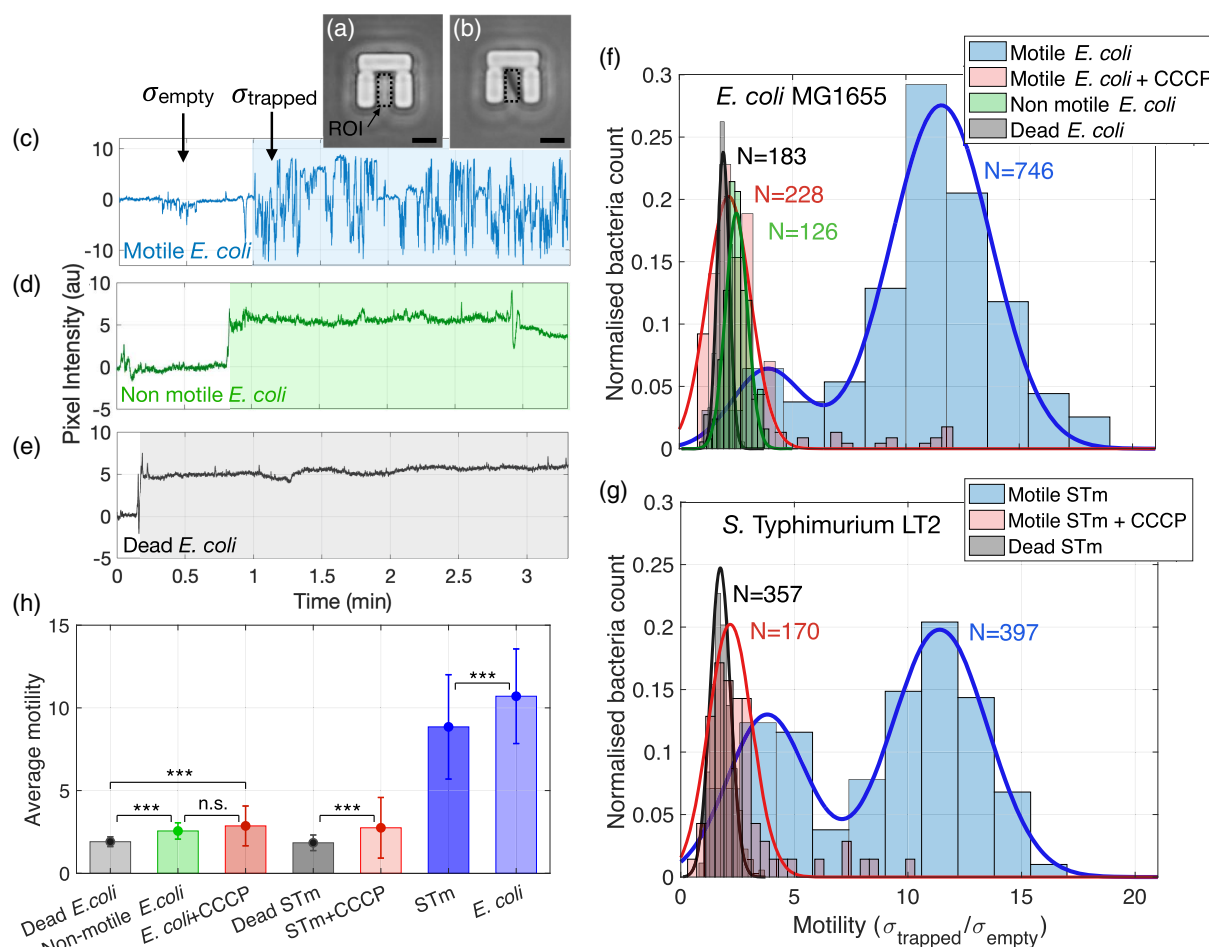 (a)
(b)
ROI
σempty
σtrapped
(c)
10
0
-10
Motile E. coli
(d)
10
5
0
-5
Non motile E. coli
(e)
10
5
0
-5
Dead E. coli
Pixel Intensity (au)
0
0.5
1
1.5
2
2.5
3
Time (min)
(f)
Motile E. coli
Motile E. coli + CCCP
Non motile E. coli
Dead E. coli
E. coli MG1655
N=183
N=228
N=126
N=746
Normalised bacteria count
0.3
0.25
0.2
0.15
0.1
0.05
0
0
5
10
15
20
(g)
Motile STm
Motile STm + CCCP
Dead STm
S. Typhimurium LT2
N=357
N=170
N=397
Normalised bacteria count
0.3
0.25
0.2
0.15
0.1
0.05
0
0
5
10
15
20
Motility (σtrapped/σempty)
(h)
Average motility
15
10
5
0
***
***
n.s.
***
***
Dead E.coli
Non-motile E.coli
E. coli+CCCP
Dead STm
STm+CCCP
STm
E. coli